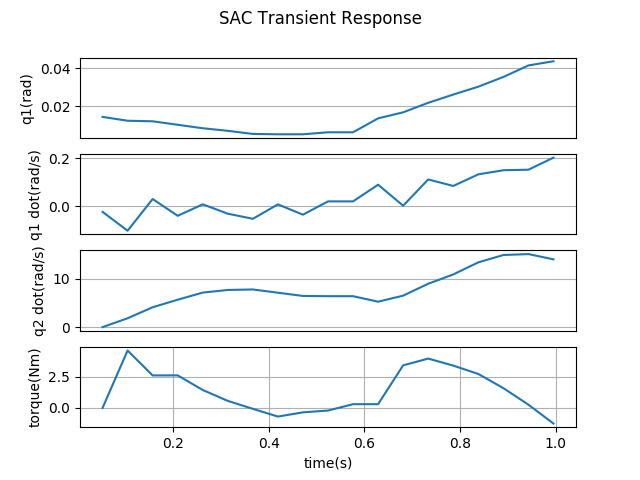 SAC Transient Response
q1(rad)
0.04
0.02
q1 dot(rad/s)
0.2
0.0
q2 dot(rad/s)
10
0
torque(Nm)
2.5
0.0
0.2 0.4 0.6 0.8 1.0
time(s)